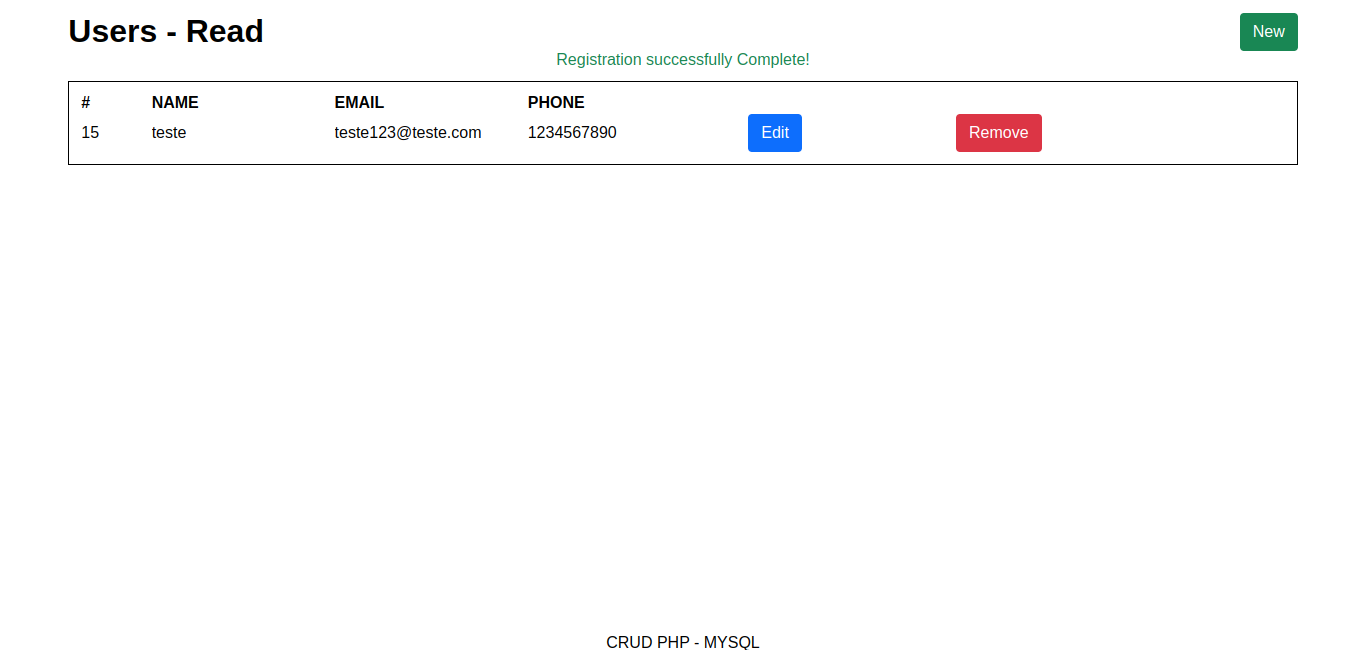 Users - Read New
Registration successfully Complete!
# NAME EMAIL PHONE
15 teste teste123@teste.com 1234567890 Edit Remove
CRUD PHP - MYSQL